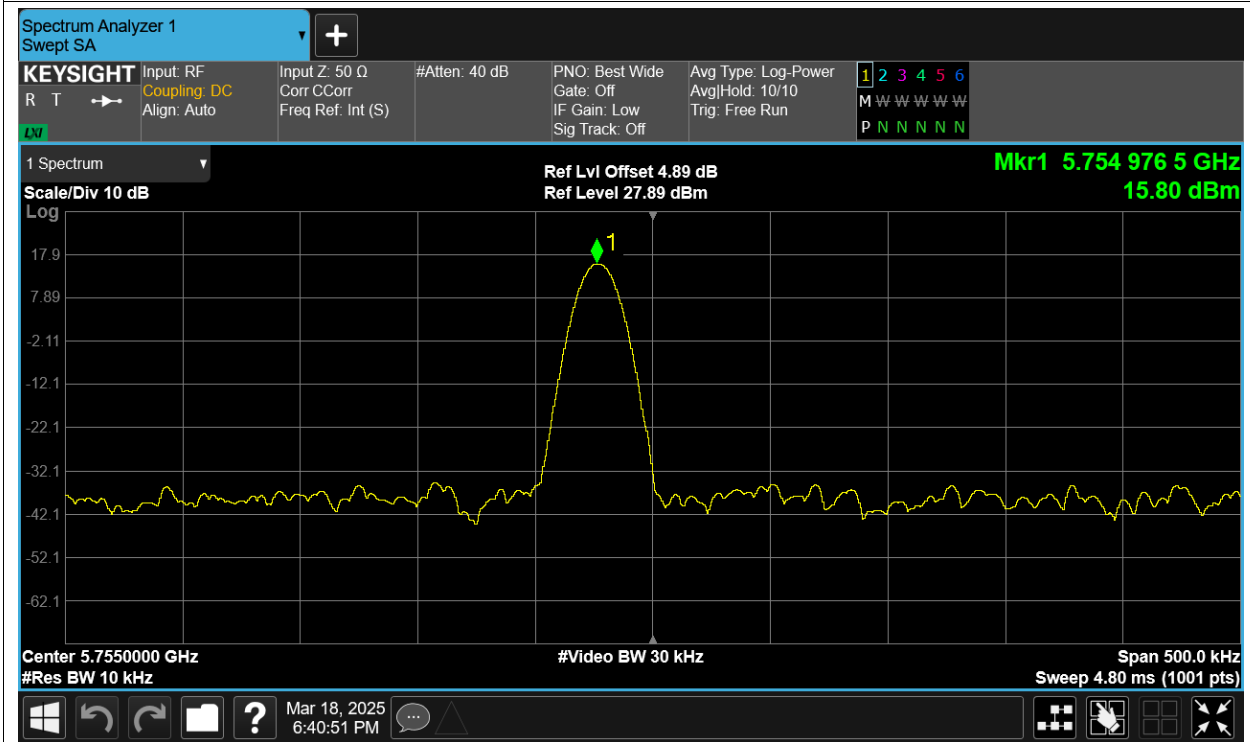 Spectrum Analyzer 1
Swept SA
+
KEYSIGHT
R T
LXI
Input: RF
Coupling: DC
Align: Auto
Input Z: 50 Ω
Corr CCorr
Freq Ref: Int (S)
#Atten: 40 dB
PNO: Best Wide
Gate: Off
IF Gain: Low
Sig Track: Off
Avg Type: Log-Power
Avg|Hold: 10/10
Trig: Free Run
1 2 3 4 5 6
M W W W W W
P N N N N N
1 Spectrum
Scale/Div 10 dB
Log
Ref Lvl Offset 4.89 dB
Ref Level 27.89 dBm
Mkr1 5.754 976 5 GHz
15.80 dBm
1
17.9
7.89
-2.11
-12.1
-22.1
-32.1
-42.1
-52.1
-62.1
Center 5.7550000 GHz
#Res BW 10 kHz
#Video BW 30 kHz
Span 500.0 kHz
Sweep 4.80 ms (1001 pts)
?
Mar 18, 2025
6:40:51 PM